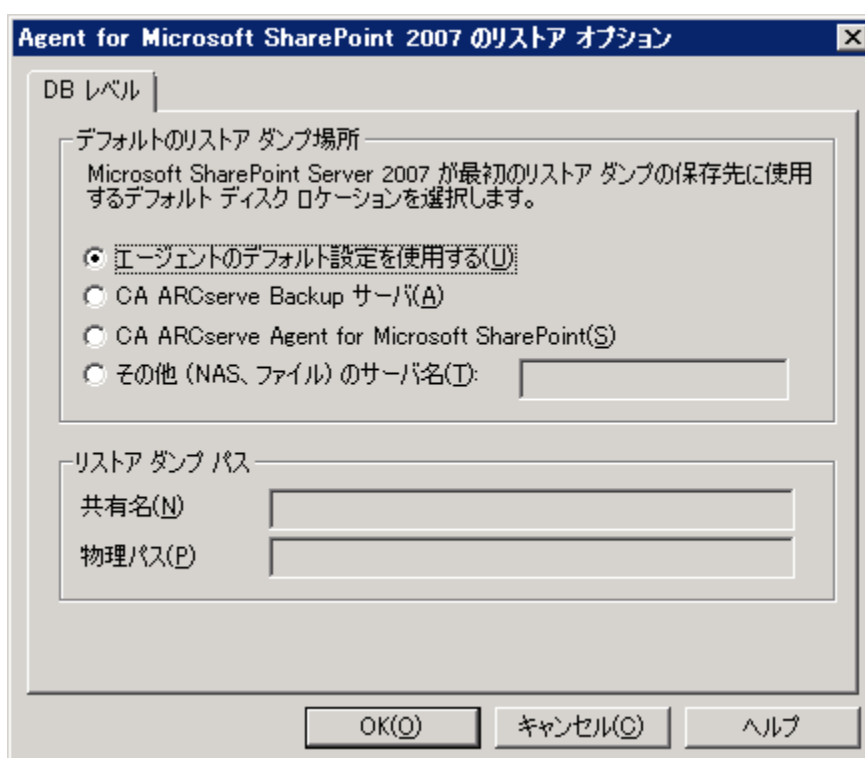 Agent for Microsoft SharePoint 2007 のリストア オプション
DB レベル
デフォルトのリストア ダンプ場所
Microsoft SharePoint Server 2007 が最初のリストア ダンプの保存先に使用
するデフォルト ディスク ロケーションを選択します。
エージェントのデフォルト設定を使用する(U)
CA ARCserve Backup サーバ(A)
CA ARCserve Agent for Microsoft SharePoint(S)
その他 (NAS、ファイル) のサーバ名(T):
リストア ダンプ パス
共有名(N)
物理パス(P)
OK(O) キャンセル(C) ヘルプ